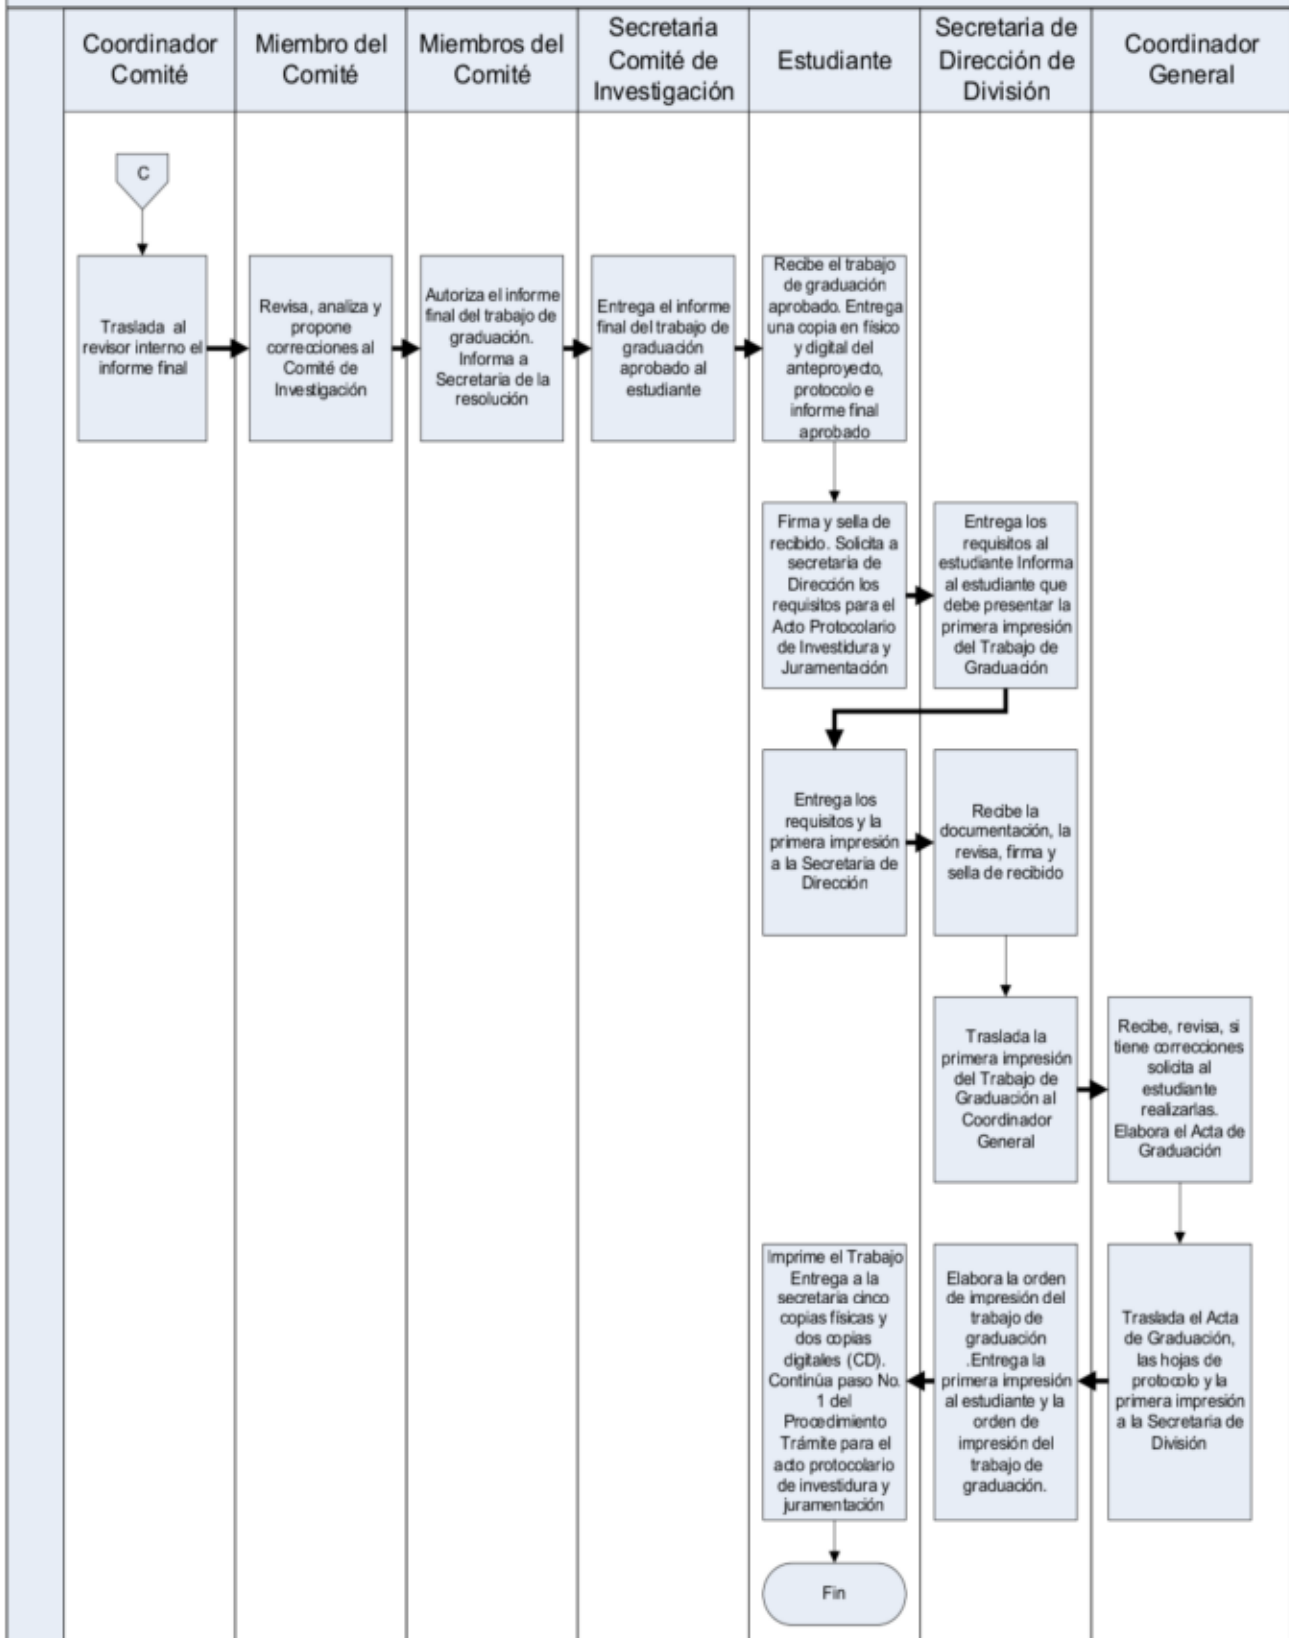 Coordinador
Comité
Miembro del
Comité
Miembros del
Comité
Secretaria
Comité de
Investigación
Estudiante
Secretaria de
Dirección de
División
Coordinador
General
C
Traslada al
revisor interno el
informe final
Revisa, analiza y
propone
correcciones al
Comité de
Investigación
Autoriza el informe
final del trabajo de
graduación.
Informa a
Secretaria de la
resolución
Entrega el informe
final del trabajo de
graduación
aprobado al
estudiante
Recibe el trabajo
de graduación
aprobado. Entrega
una copia en físico
y digital del
anteproyecto,
protocolo e
informe final
aprobado
Firma y sella de
recibido. Solicita a
secretaria de
Dirección los
requisitos para el
Acto Protocolario
de Investidura y
Juramentación
Entrega los
requisitos al
estudiante Informa
al estudiante que
debe presentar la
primera impresión
del Trabajo de
Graduación
Entrega los
requisitos y la
primera impresión
a la Secretaria de
Dirección
Recibe la
documentación, la
revisa, firma y
sella de recibido
Traslada la
primera impresión
del Trabajo de
Graduación al
Coordinador
General
Recibe, revisa, si
tiene correcciones
solicita al
estudiante
realizarlas.
Elabora el Acta de
Graduación
Imprime el Trabajo
Entrega a la
secretaria cinco
copias físicas y
dos copias
digitales (CD).
Continúa paso No.
1 del
Procedimiento
Trámite para el
acto protocolario
de investidura y
juramentación
Elabora la orden
de impresión del
trabajo de
graduación
.Entrega la
primera impresión
al estudiante y la
orden de
impresión del
trabajo de
graduación.
Traslada el Acta
de Graduación,
las hojas de
protocolo y la
primera impresión
a la Secretaria de
División
Fin